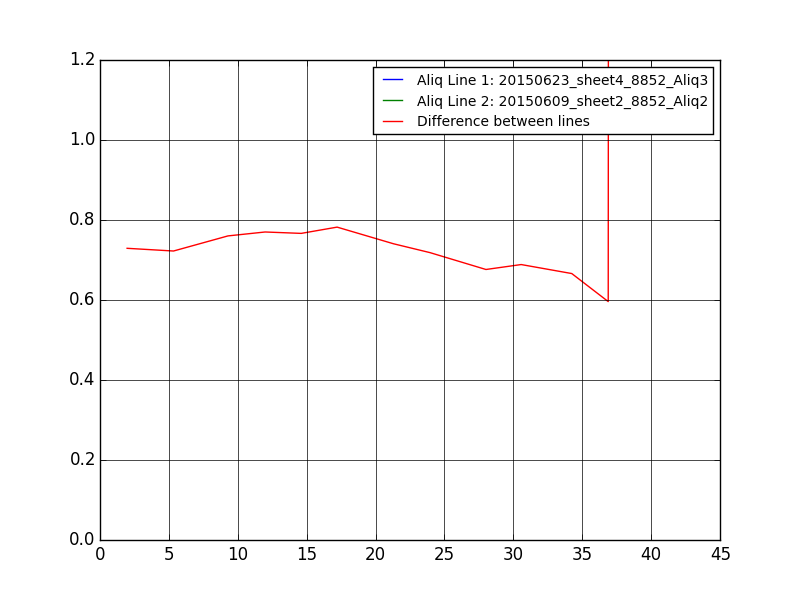 1.2
Aliq Line 1: 20150623_sheet4_8852_Aliq3
Aliq Line 2: 20150609_sheet2_8852_Aliq2
Difference between lines
1.0
0.8
0.6
0.4
0.2
0.0
0 5 10 15 20 25 30 35 40 45